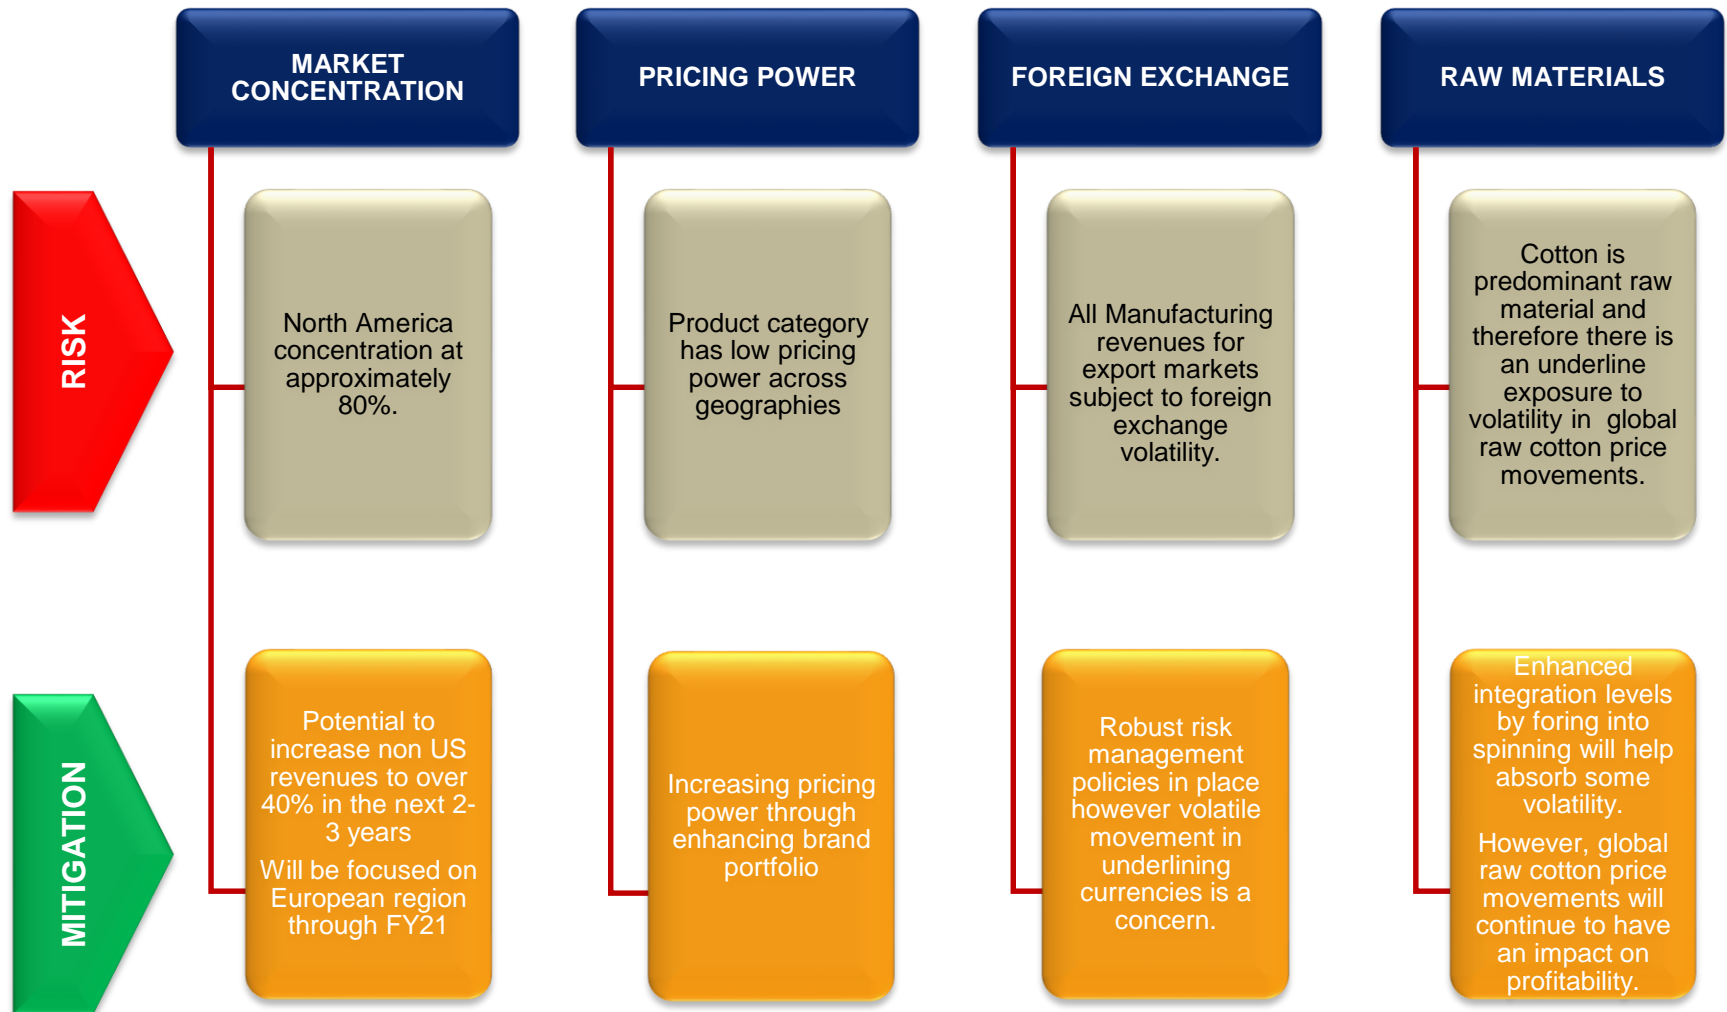 MARKET
CONCENTRATION
PRICING POWER
FOREIGN EXCHANGE
RAW MATERIALS
RISK
North America
concentration at
approximately
80%.
Product category
has low pricing
power across
geographies
All Manufacturing
revenues for
export markets
subject to foreign
exchange
volatility.
Cotton is
predominant raw
material and
therefore there is
an underline
exposure to
volatility in  global
raw cotton price
movements.
MITIGATION
Potential to
increase non US
revenues to over
40% in the next 2-
3 years
Will be focused on
European region
through FY21
Increasing pricing
power through
enhancing brand
portfolio
Robust risk
management
policies in place
however volatile
movement in
underlining
currencies is a
concern.
Enhanced
integration levels
by foring into
spinning will help
absorb some
volatility.
However, global
raw cotton price
movements will
continue to have
an impact on
profitability.